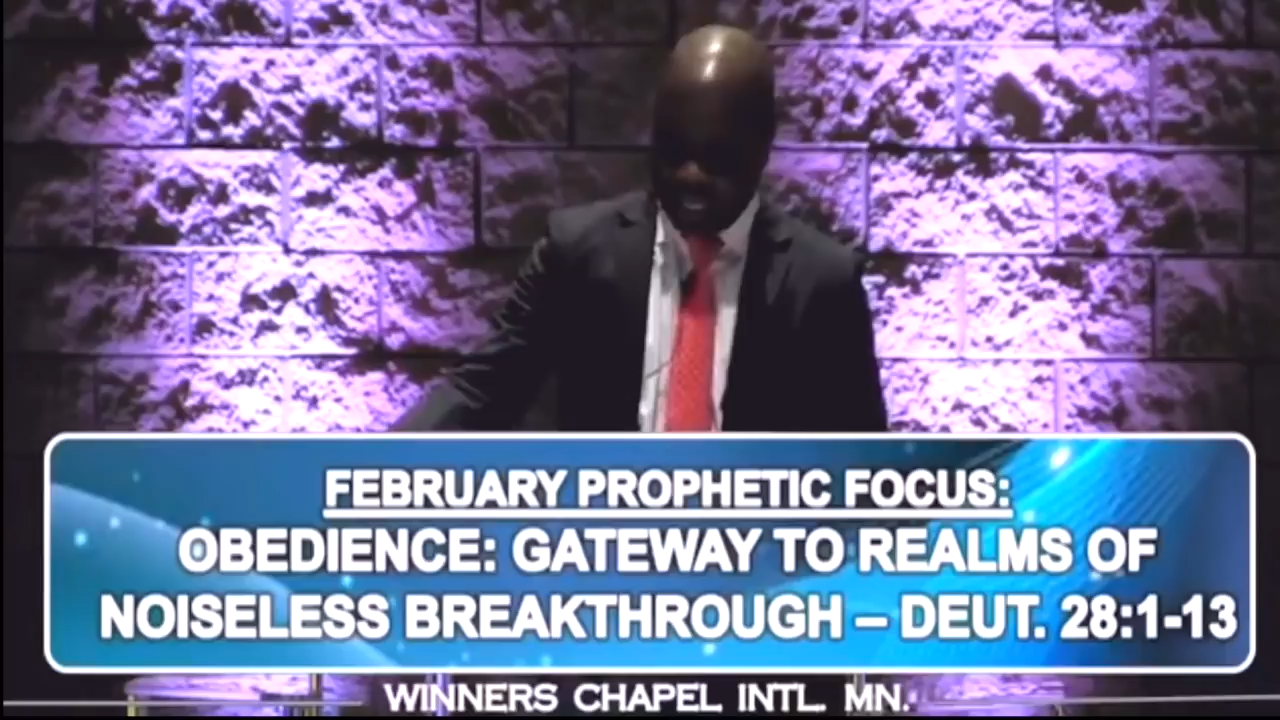 FEBRUARY PROPHETIC FOCUS:
OBEDIENCE: GATEWAY TO REALMS OF
NOISELESS BREAKTHROUGH – DEUT. 28:1-13
WINNERS CHAPEL INTL. MN.